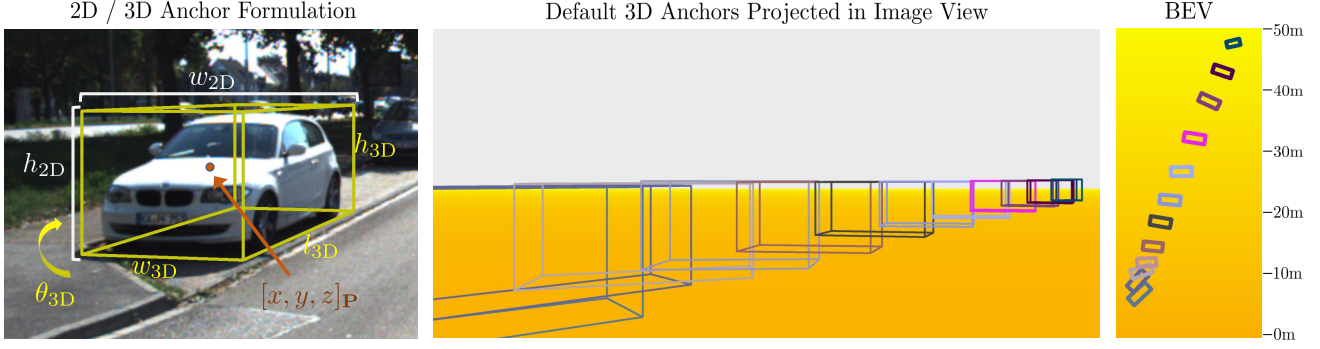 2D / 3D Anchor Formulation
w2D
h2D
h3D
l3D
w3D
θ3D
[x, y, z]P
Default 3D Anchors Projected in Image View
BEV
50m
40m
30m
20m
10m
0m